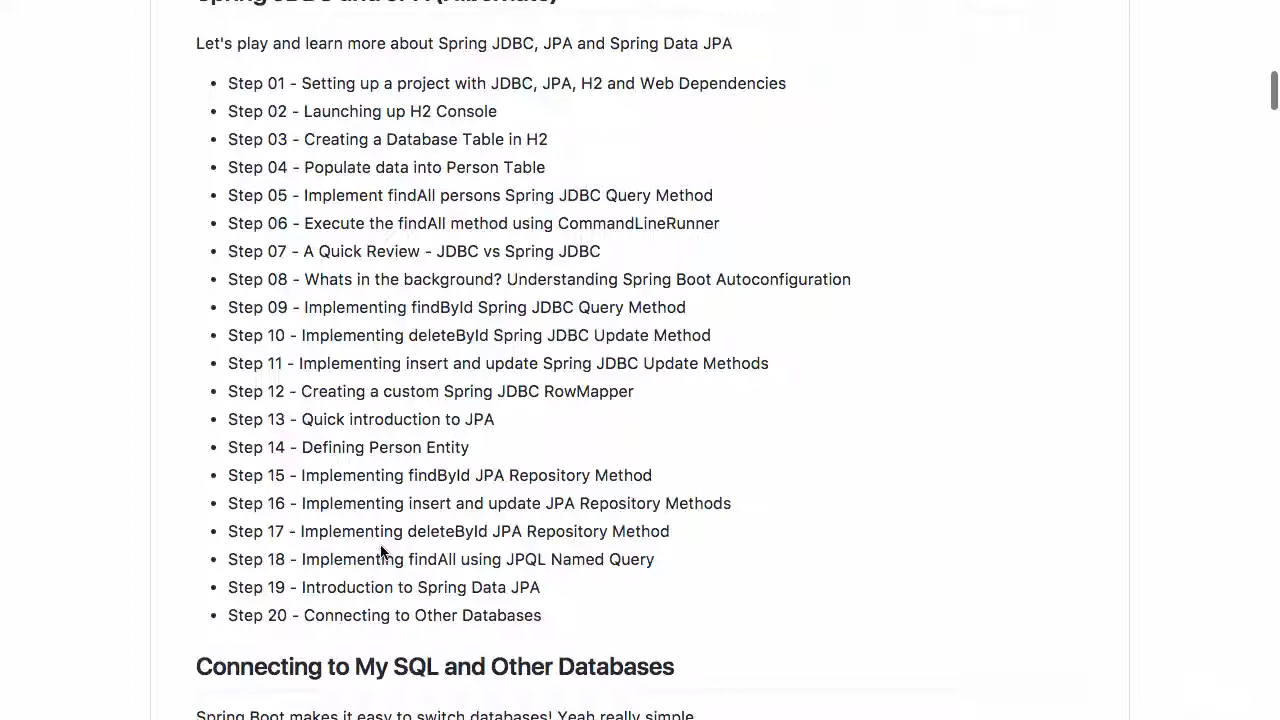 Spring JDBC and JPA (Hibernate)
Let's play and learn more about Spring JDBC, JPA and Spring Data JPA
Step 01 - Setting up a project with JDBC, JPA, H2 and Web Dependencies
Step 02 - Launching up H2 Console
Step 03 - Creating a Database Table in H2
Step 04 - Populate data into Person Table
Step 05 - Implement findAll persons Spring JDBC Query Method
Step 06 - Execute the findAll method using CommandLineRunner
Step 07 - A Quick Review - JDBC vs Spring JDBC
Step 08 - Whats in the background? Understanding Spring Boot Autoconfiguration
Step 09 - Implementing findById Spring JDBC Query Method
Step 10 - Implementing deleteById Spring JDBC Update Method
Step 11 - Implementing insert and update Spring JDBC Update Methods
Step 12 - Creating a custom Spring JDBC RowMapper
Step 13 - Quick introduction to JPA
Step 14 - Defining Person Entity
Step 15 - Implementing findById JPA Repository Method
Step 16 - Implementing insert and update JPA Repository Methods
Step 17 - Implementing deleteById JPA Repository Method
Step 18 - Implementing findAll using JPQL Named Query
Step 19 - Introduction to Spring Data JPA
Step 20 - Connecting to Other Databases
Connecting to My SQL and Other Databases
Spring Boot makes it easy to switch databases! Yeah really simple.